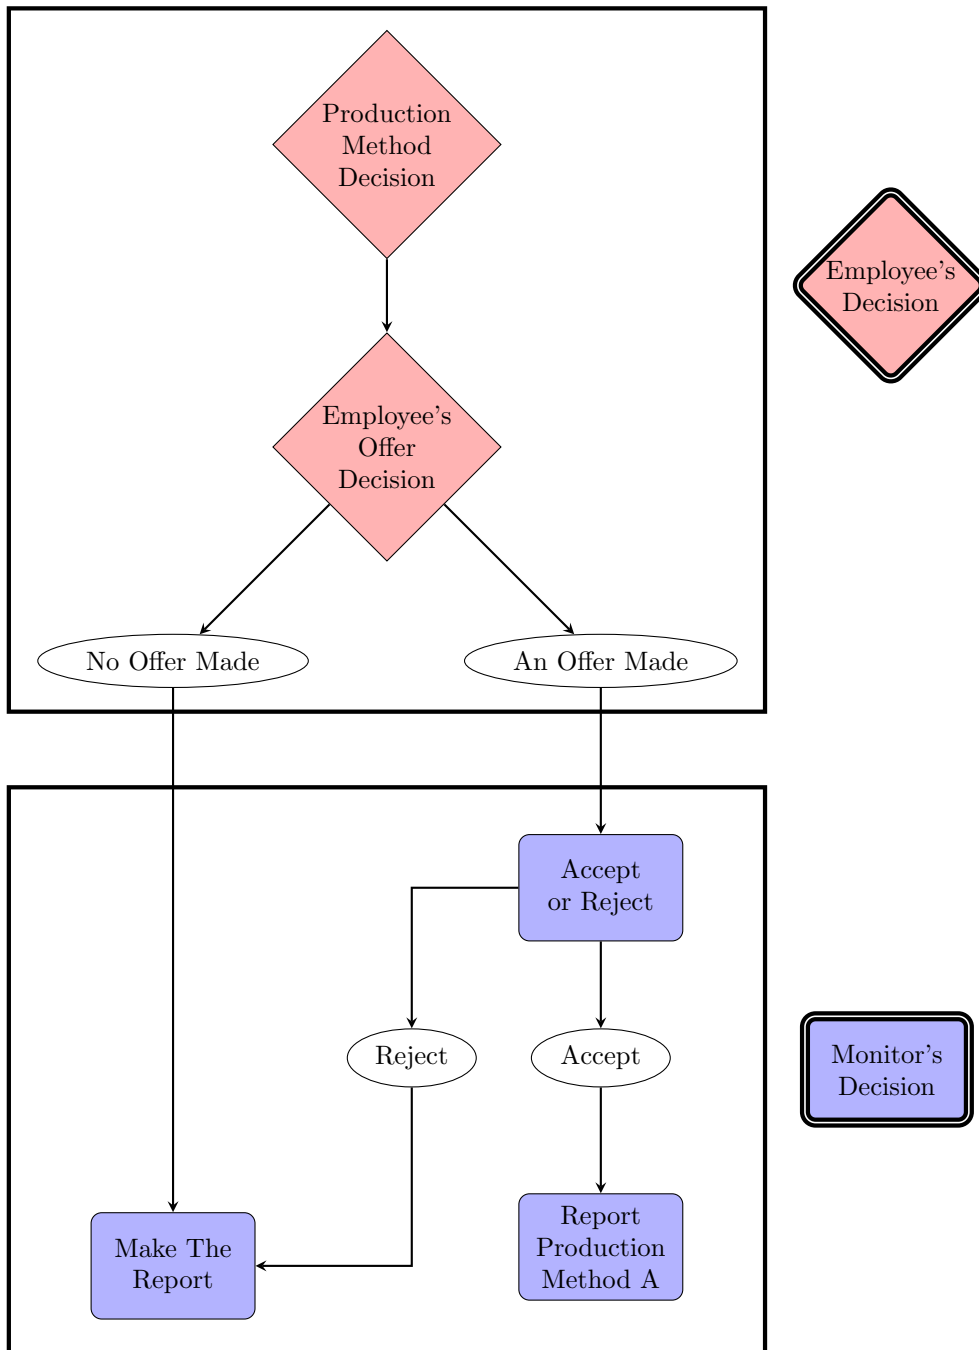 Production
Method
Decision
Employee's
Decision
Employee's
Offer
Decision
No Offer Made
An Offer Made
Accept
or Reject
Reject
Accept
Monitor's
Decision
Make The
Report
Report
Production
Method A